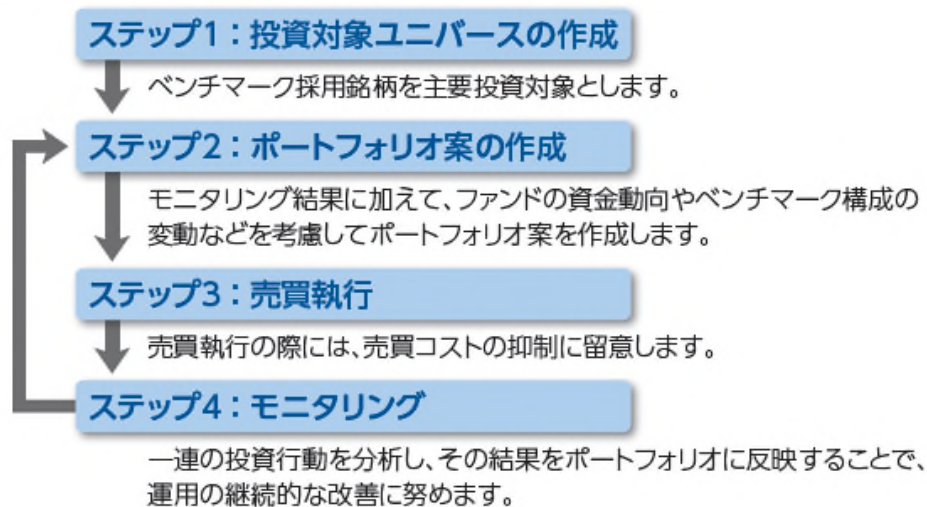 ステップ1：投資対象ユニバースの作成
ベンチマーク採用銘柄を主要投資対象とします。
ステップ2：ポートフォリオ案の作成
モニタリング結果に加えて、ファンドの資金動向やベンチマーク構成の
変動などを考慮してポートフォリオ案を作成します。
ステップ3：売買執行
売買執行の際には、売買コストの抑制に留意します。
ステップ4：モニタリング
一連の投資行動を分析し、その結果をポートフォリオに反映することで、
運用の継続的な改善に努めます。